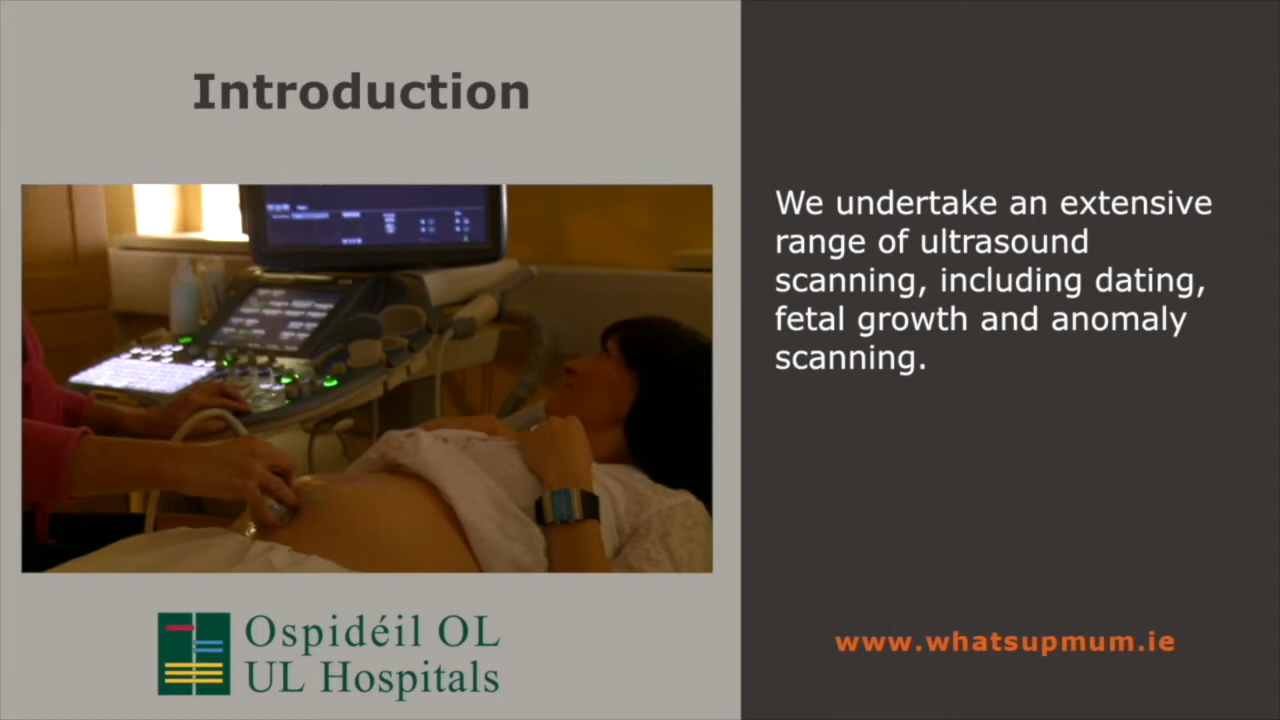 Introduction
We undertake an extensive
range of ultrasound
scanning, including dating,
fetal growth and anomaly
scanning.
Ospidéil OL
UL Hospitals
www.whatsupmum.ie